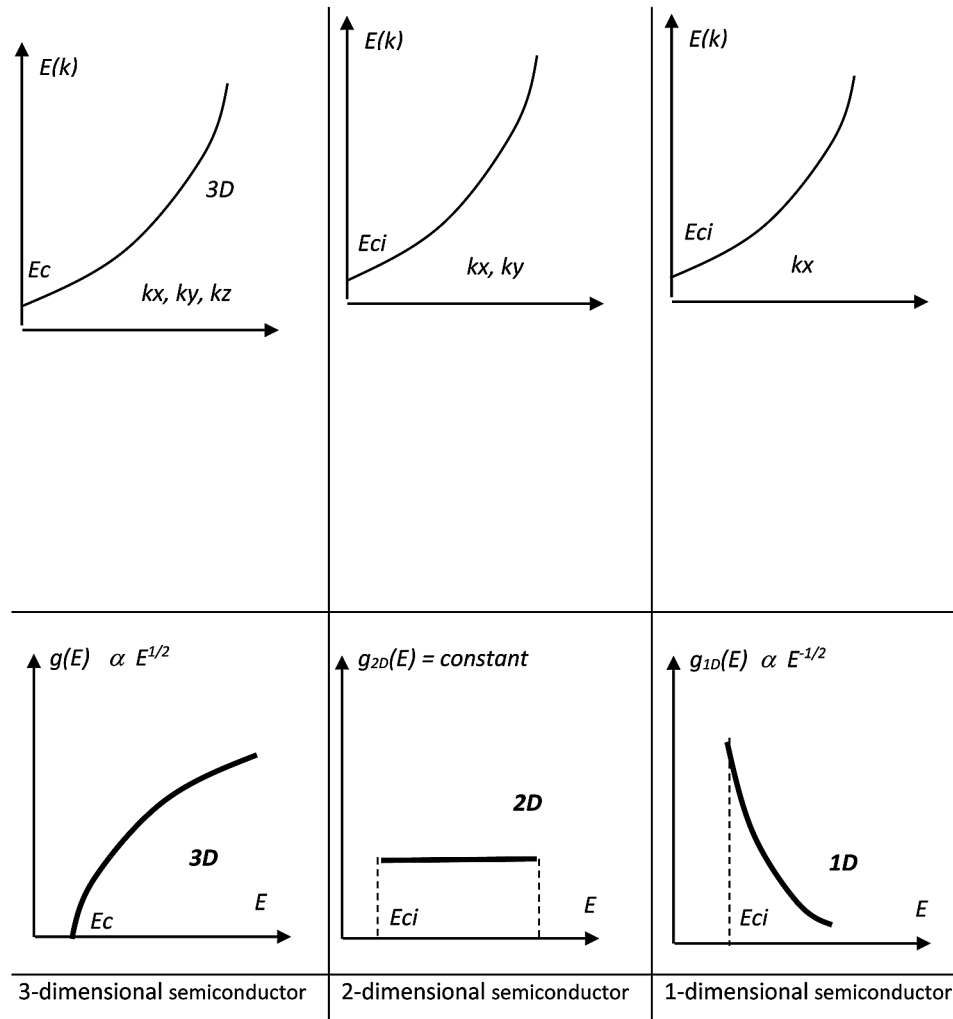 E(k)
3D
Ec
kx, ky, kz
E(k)
Eci
kx, ky
E(k)
Eci
kx
g(E) α E^1/2
3D
Ec
E
g2D(E) = constant
2D
Eci
E
g1D(E) α E^-1/2
1D
Eci
E
3-dimensional semiconductor
2-dimensional semiconductor
1-dimensional semiconductor